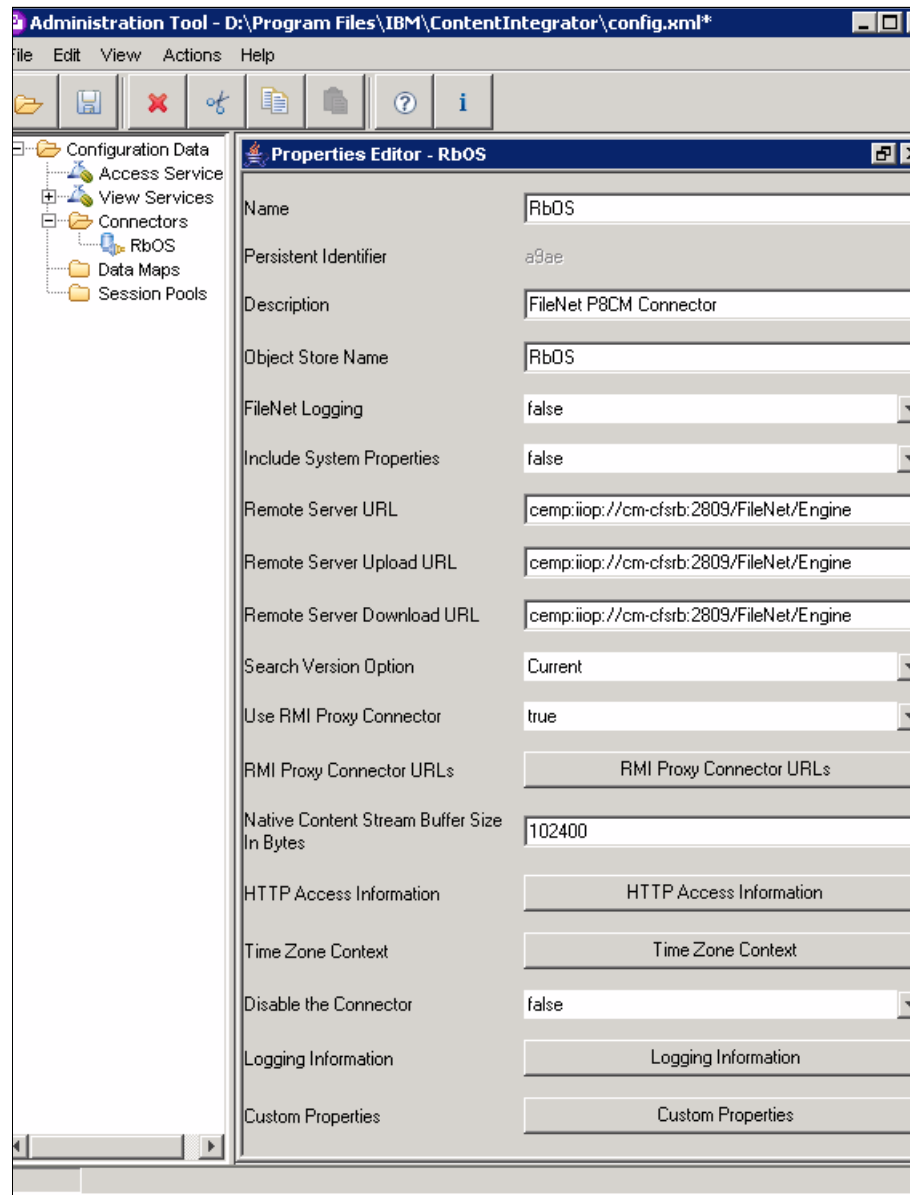 Administration Tool - D:\Program Files\IBM\ContentIntegrator\config.xml*
File Edit View Actions Help
Configuration Data
Access Service
View Services
Connectors
RbOS
Data Maps
Session Pools
Properties Editor - RbOS
Name RbOS
Persistent Identifier a9ae
Description FileNet P8CM Connector
Object Store Name RbOS
FileNet Logging false
Include System Properties false
Remote Server URL cemp:iiop://cm-cfsrb:2809/FileNet/Engine
Remote Server Upload URL cemp:iiop://cm-cfsrb:2809/FileNet/Engine
Remote Server Download URL cemp:iiop://cm-cfsrb:2809/FileNet/Engine
Search Version Option Current
Use RMI Proxy Connector true
RMI Proxy Connector URLs RMI Proxy Connector URLs
Native Content Stream Buffer Size
In Bytes 102400
HTTP Access Information HTTP Access Information
Time Zone Context Time Zone Context
Disable the Connector false
Logging Information Logging Information
Custom Properties Custom Properties